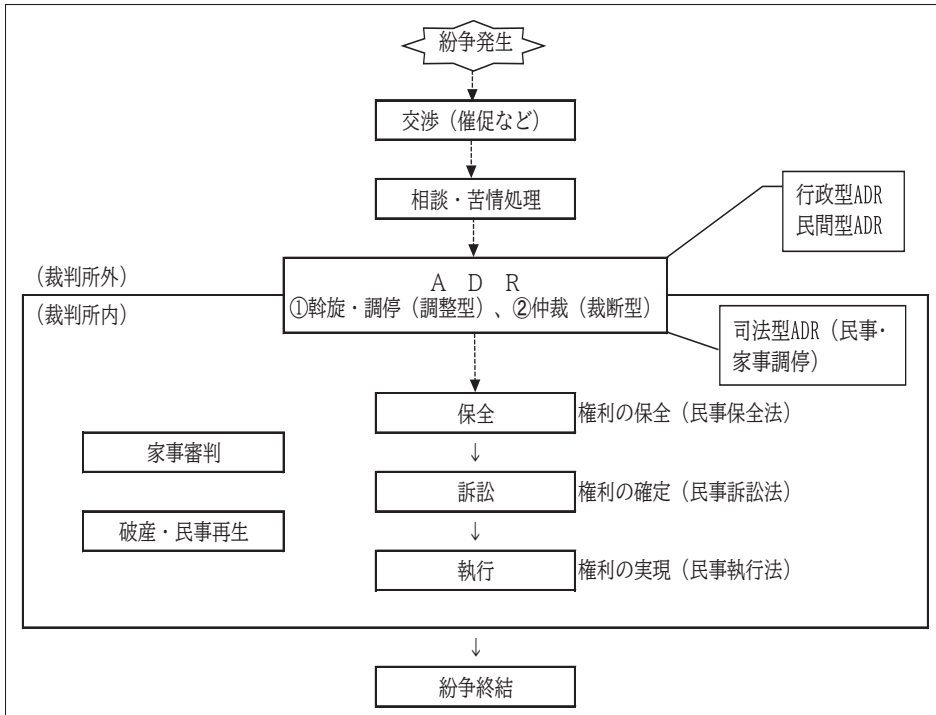 紛争発生
交渉（催促など）
相談・苦情処理
行政型ADR
民間型ADR
（裁判所外）
Ａ　Ｄ　Ｒ
①斡旋・調停（調整型）、②仲裁（裁断型）
（裁判所内）
司法型ADR（民事・
家事調停）
保全
権利の保全（民事保全法）
家事審判
↓
訴訟
権利の確定（民事訴訟法）
破産・民事再生
↓
執行
権利の実現（民事執行法）
↓
紛争終結